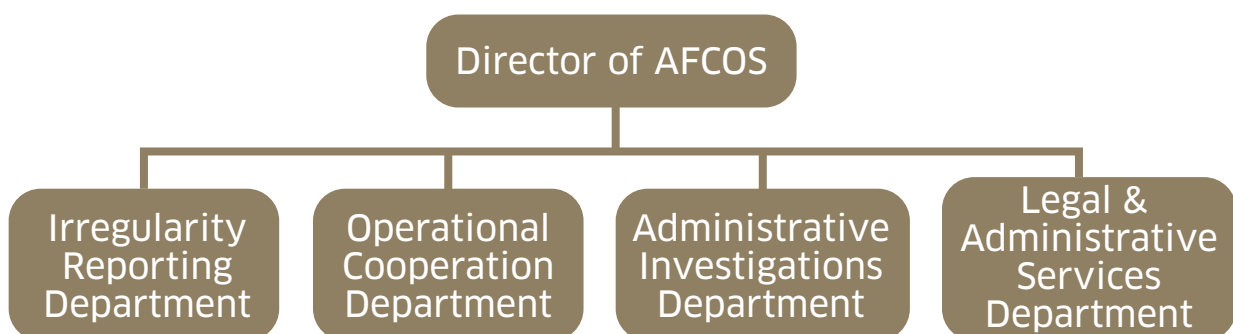 Director of AFCOS
Irregularity
Reporting
Department
Operational
Cooperation
Department
Administrative
Investigations
Department
Legal &
Administrative
Services
Department